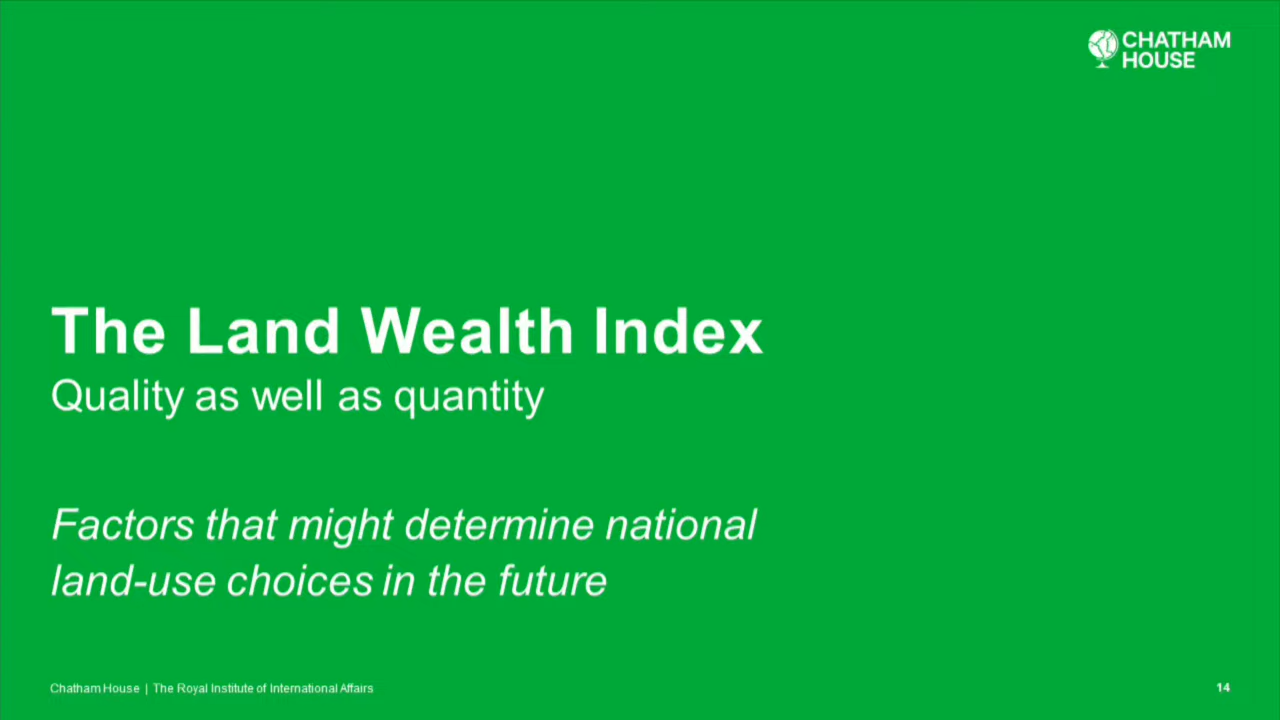 CHATHAM
HOUSE
The Land Wealth Index
Quality as well as quantity
Factors that might determine national
land-use choices in the future
Chatham House | The Royal Institute of International Affairs
14